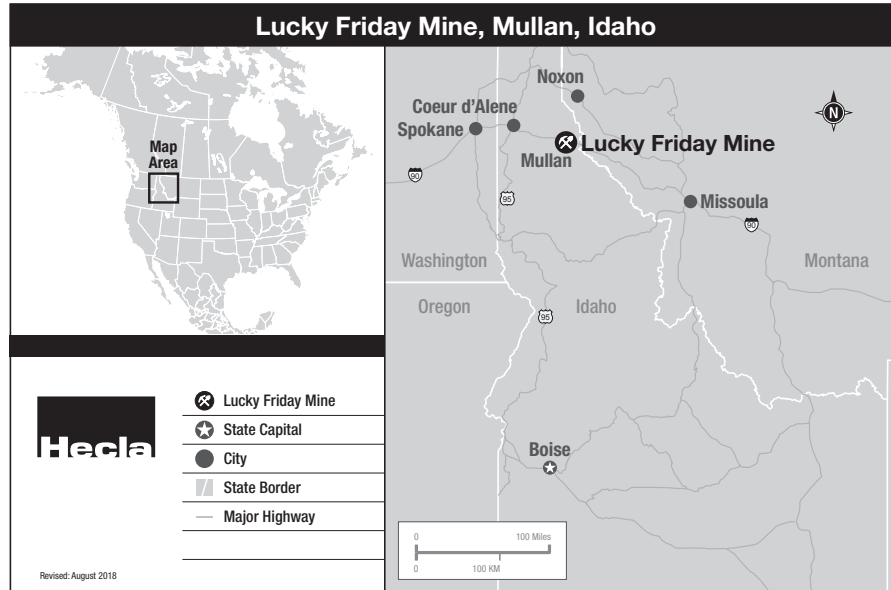 Lucky Friday Mine, Mullan, Idaho
Map
Area
Noxon
Coeur d’Alene
Spokane
N
Lucky Friday Mine
Mullan
90
95
Missoula
90
Washington
Montana
Oregon
Idaho
95
Boise
0 100 Miles
0 100 KM
Hecla
Lucky Friday Mine
State Capital
City
State Border
Major Highway
Revised: August 2018